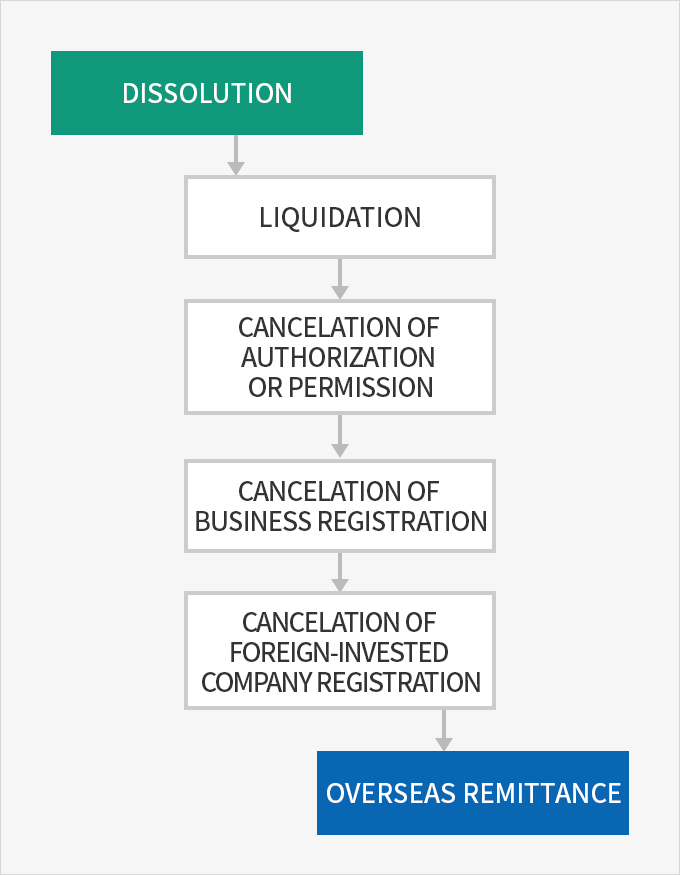 DISSOLUTION
LIQUIDATION
CANCELATION OF
AUTHORIZATION
OR PERMISSION
CANCELATION OF
BUSINESS REGISTRATION
CANCELATION OF
FOREIGN-INVESTED
COMPANY REGISTRATION
OVERSEAS REMITTANCE